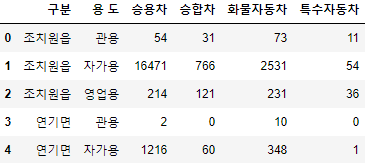 구분 용 도 승용차 승합차 화물자동차 특수자동차
0 조치원읍 관용 54 31 73 11
1 조치원읍 자가용 16471 766 2531 54
2 조치원읍 영업용 214 121 231 36
3 연기면 관용 2 0 10 0
4 연기면 자가용 1216 60 348 1